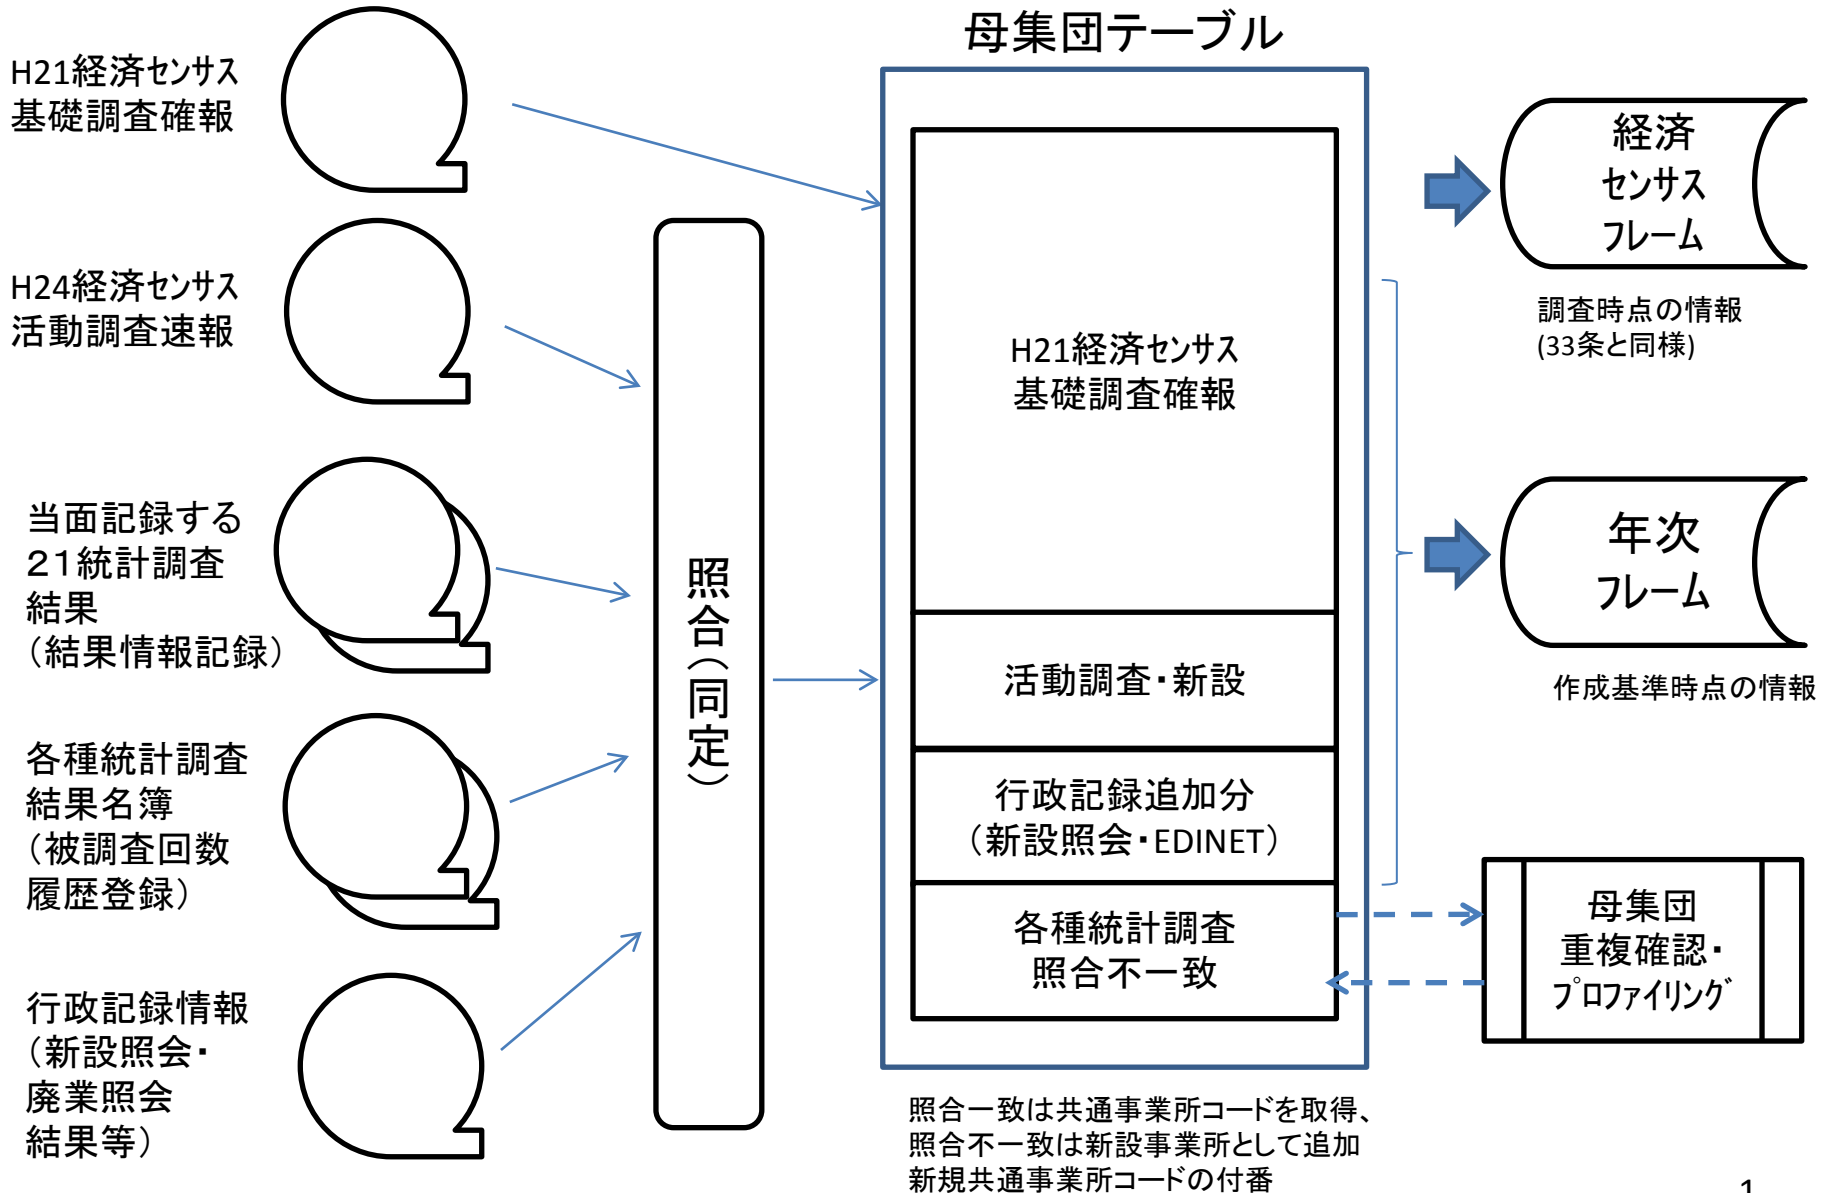 母集団テーブル
H21経済センサス
基礎調査確報
H24経済センサス
活動調査速報
当面記録する
21統計調査
結果
(結果情報記録)
各種統計調査
結果名簿
(被調査回数
履歴登録)
行政記録情報
(新設照会・
廃業照会
結果等)
照合(同定)
H21経済センサス
基礎調査確報
活動調査・新設
行政記録追加分
(新設照会・EDINET)
各種統計調査
照合不一致
照合一致は共通事業所コードを取得、
照合不一致は新設事業所として追加
新規共通事業所コードの付番
経済
センサス
フレーム
調査時点の情報
(33条と同様)
年次
フレーム
作成基準時点の情報
母集団
重複確認・
プロファイリング
1